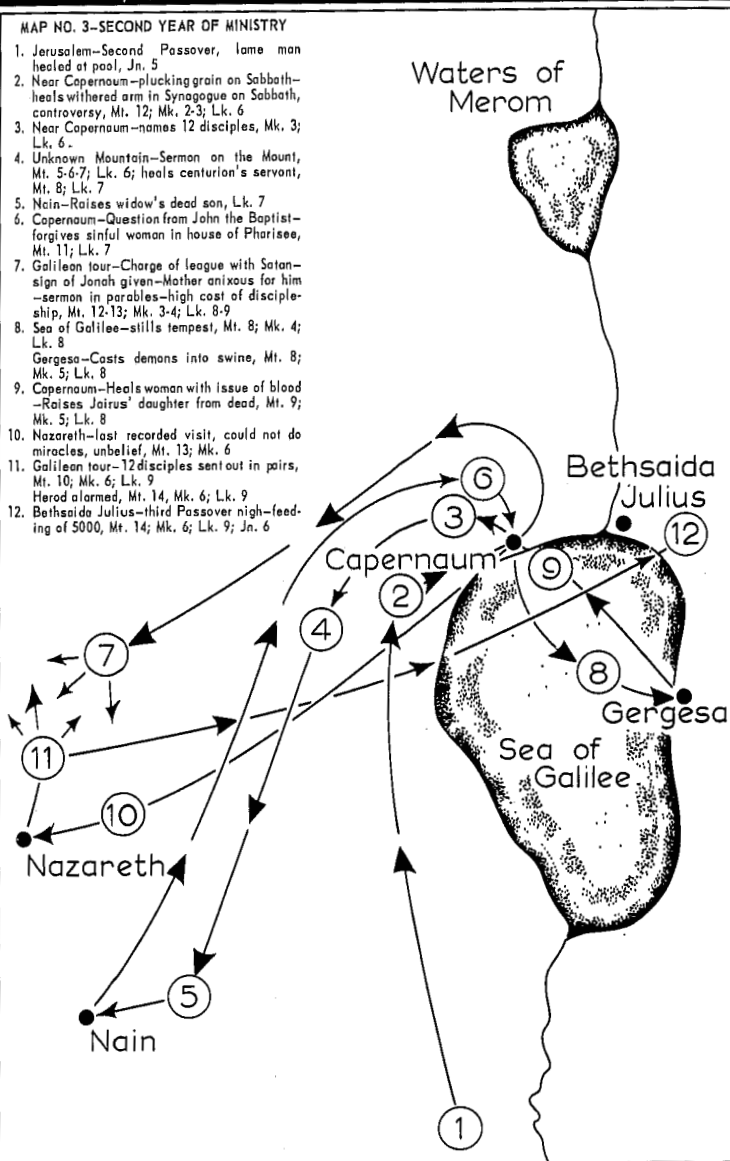 MAP NO. 3–SECOND YEAR OF MINISTRY
1. Jerusalem–Second Passover, lame man
healed at pool, Jn. 5
2. Near Capernaum–plucking grain on Sabbath–
heals withered arm in Synagogue on Sabbath,
controversy, Mt. 12; Mk. 2-3; Lk. 6
3. Near Capernaum–names 12 disciples, Mk. 3;
Lk. 6.
4. Unknown Mountain–Sermon on the Mount,
Mt. 5-6-7; Lk. 6; heals centurion's servant,
Mt. 8; Lk. 7
5. Nain–Raises widow's dead son, Lk. 7
6. Capernaum–Question from John the Baptist–
forgives sinful woman in house of Pharisee,
Mt. 11; Lk. 7
7. Galilean tour–Charge of league with Satan–
sign of Jonah given–Mother anixous for him
–sermon in parables–high cost of disciple-
ship, Mt. 12-13; Mk. 3-4; Lk. 8-9
8. Sea of Galilee–stills tempest, Mt. 8; Mk. 4;
Lk. 8
Gergesa–Casts demons into swine, Mt. 8;
Mk. 5; Lk. 8
9. Capernaum–Heals woman with issue of blood
–Raises Jairus' daughter from dead, Mt. 9;
Mk. 5; Lk. 8
10. Nazareth–last recorded visit, could not do
miracles, unbelief, Mt. 13; Mk. 6
11. Galilean tour–12 disciples sent out in pairs,
Mt. 10; Mk. 6; Lk. 9
Herod alarmed, Mt. 14, Mk. 6; Lk. 9
12. Bethsaida Julius–third Passover nigh–feed-
ing of 5000, Mt. 14; Mk. 6; Lk. 9; Jn. 6
Waters of
Merom
Bethsaida
Julius
6
3
12
Capernaum
9
2
4
7
8
Gergesa
11
Sea of
Galilee
10
Nazareth
5
Nain
1